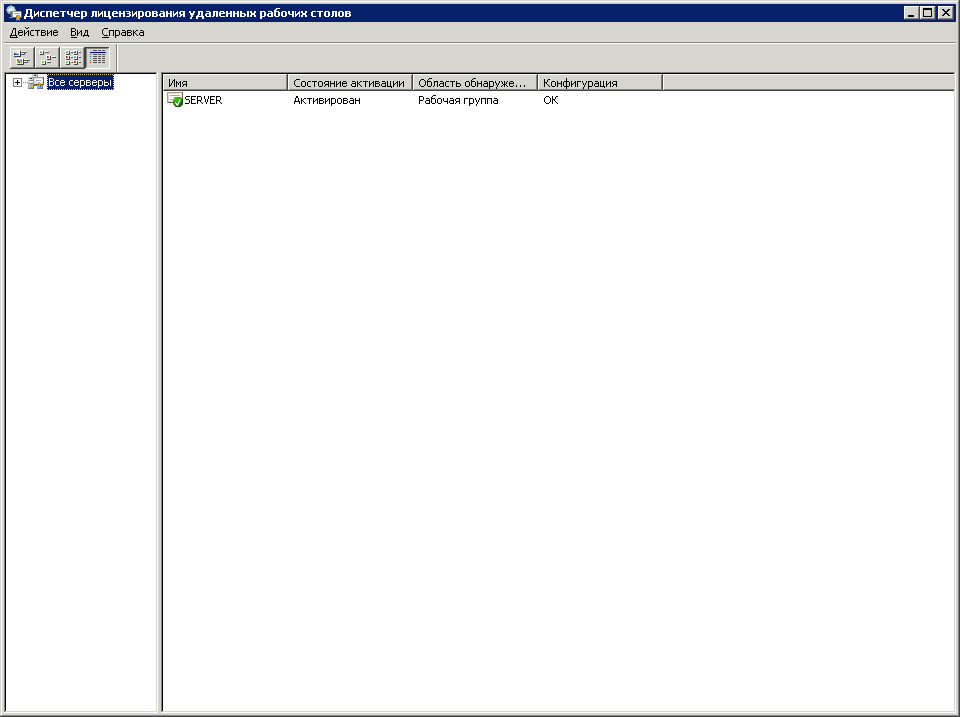 Диспетчер лицензирования удаленных рабочих столов
Действие Вид Справка
Все серверы
Имя Состояние активации Область обнаруже... Конфигурация
SERVER Активирован Рабочая группа ОК